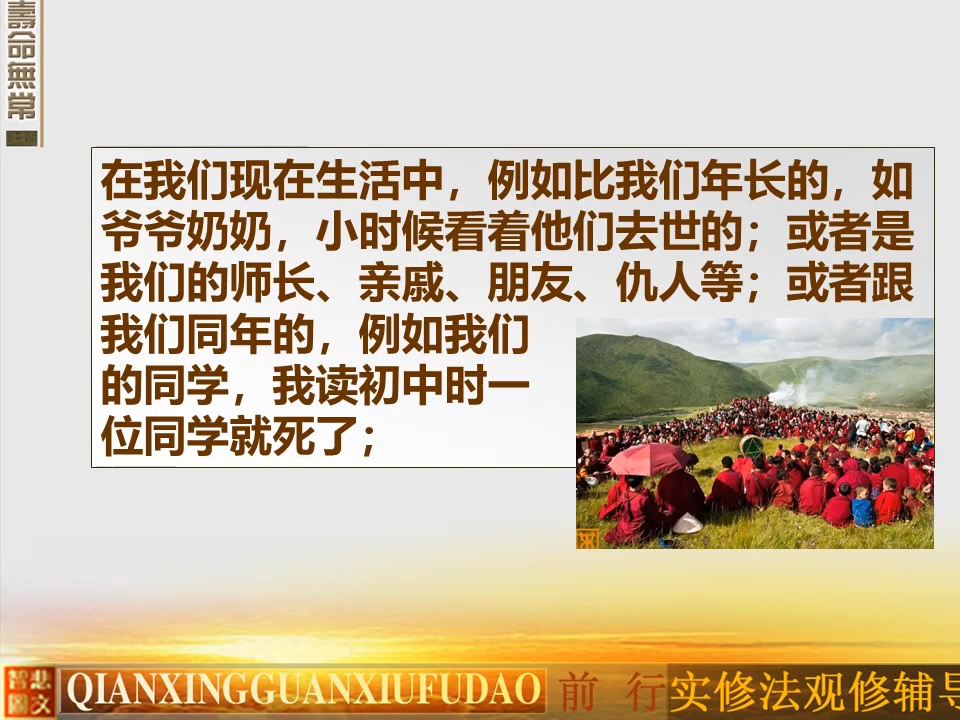 壽命無常
在我们现在生活中，例如比我们年长的，如
爷爷奶奶，小时候看着他们去世的；或者是
我们的师长、亲戚、朋友、仇人等；或者跟
我们同年的，例如我们
的同学，我读初中时一
位同学就死了；
QIANXINGGUANXIUFUDAO 前 行 实修法观修辅导